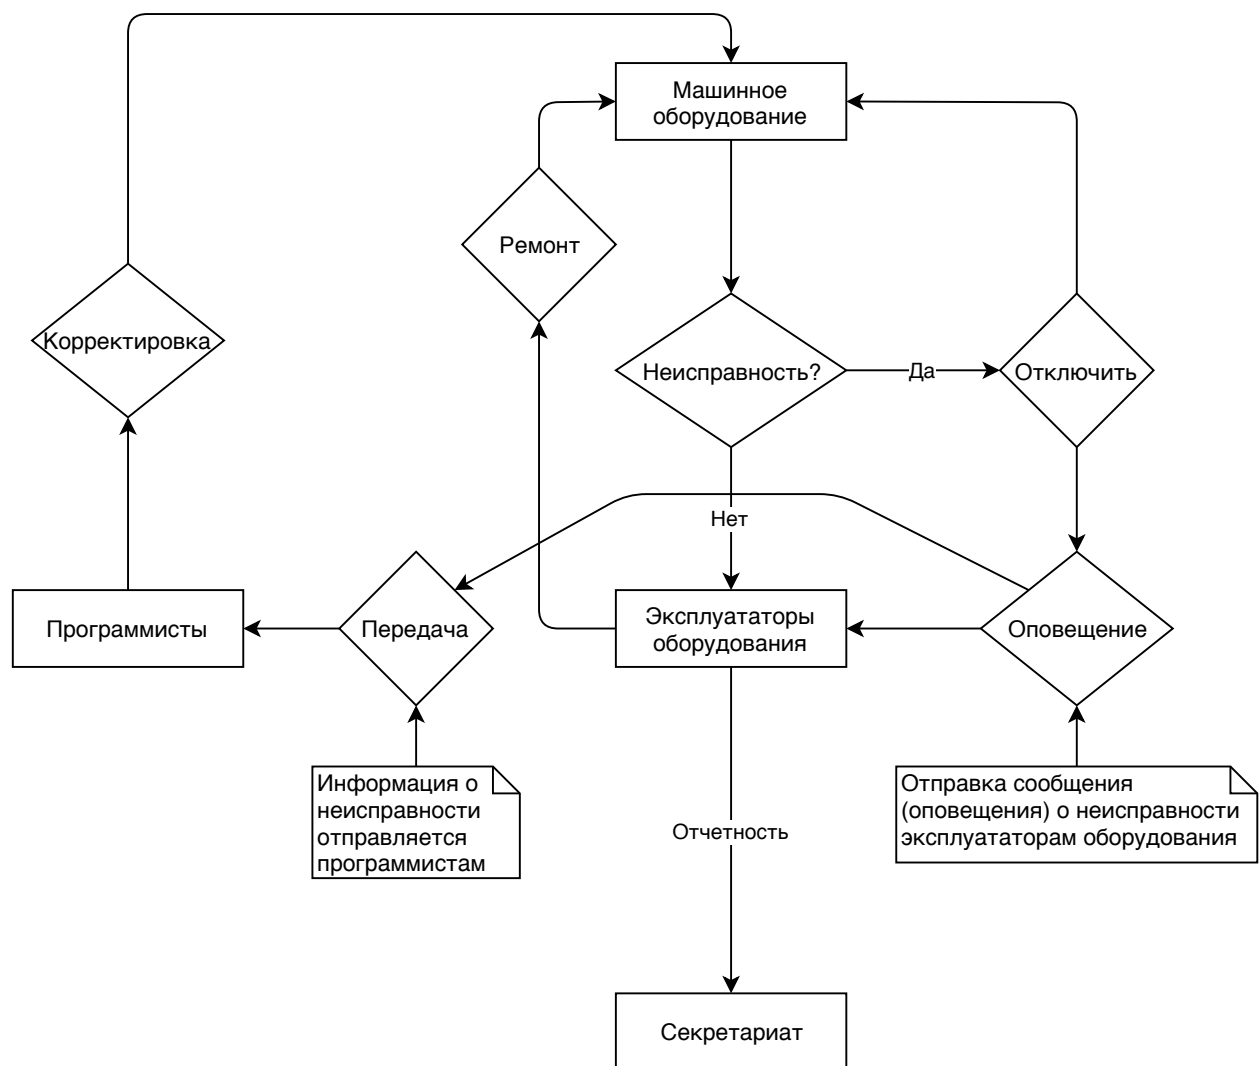 Машинное
оборудование
Ремонт
Корректировка
Неисправность?
Да
Отключить
Нет
Программисты
Передача
Эксплуататоры
оборудования
Оповещение
Информация о
неисправности
отправляется
программистам
Отправка сообщения
(оповещения) о неисправности
эксплуататорам оборудования
Отчетность
Секретариат